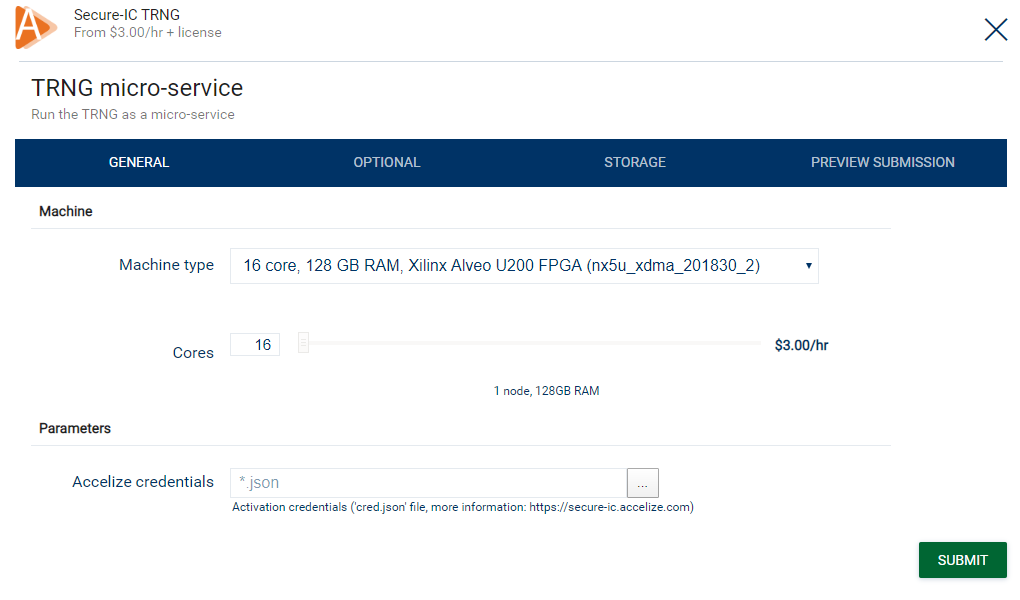 Secure-IC TRNG
From $3.00/hr + license
TRNG micro-service
Run the TRNG as a micro-service
GENERAL OPTIONAL STORAGE PREVIEW SUBMISSION
Machine
Machine type 16 core, 128 GB RAM, Xilinx Alveo U200 FPGA (nx5u_xdma_201830_2)
Cores 16 $3.00/hr
1 node, 128GB RAM
Parameters
Accelize credentials *.json ...
Activation credentials ('cred.json' file, more information: https://secure-ic.accelize.com)
SUBMIT